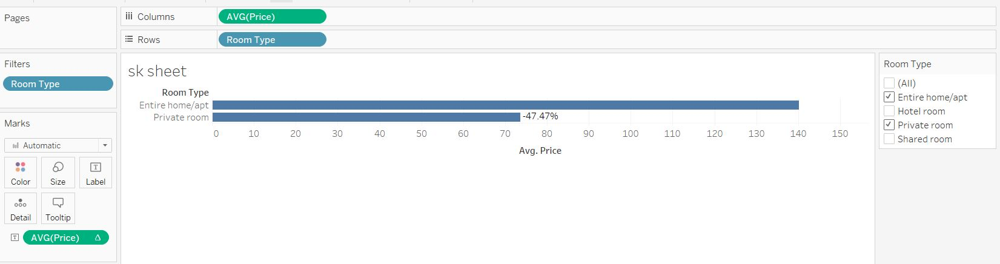 Pages
Columns
AVG(Price)
Rows
Room Type
Filters
Room Type
Marks
Automatic
Color
Size
T
Label
Detail
Tooltip
T
AVG(Price) Δ
sk sheet
Room Type
Entire home/apt
Private room
-47.47%
0 10 20 30 40 50 60 70 80 90 100 110 120 130 140 150
Avg. Price
Room Type
(All)
Entire home/apt
Hotel room
Private room
Shared room